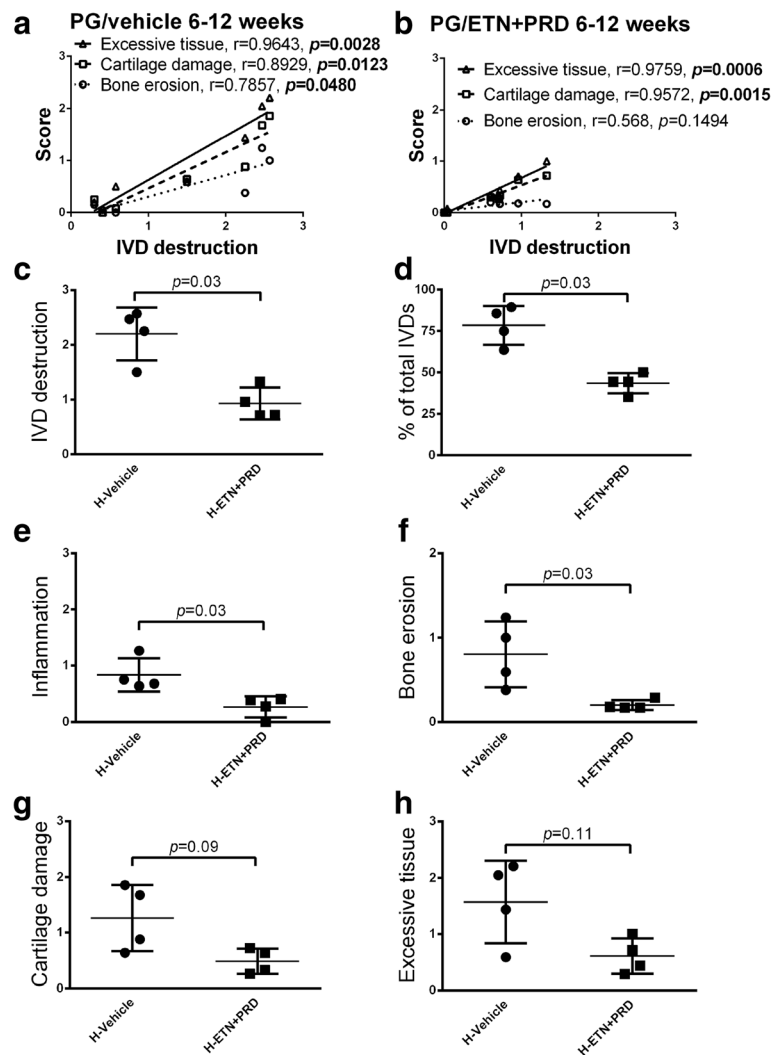 a PG/vehicle 6-12 weeks
Excessive tissue, r=0.9643, p=0.0028
Cartilage damage, r=0.8929, p=0.0123
Bone erosion, r=0.7857, p=0.0480
Score
3
2
1
0
0 1 2 3
IVD destruction
b PG/ETN+PRD 6-12 weeks
Excessive tissue, r=0.9759, p=0.0006
Cartilage damage, r=0.9572, p=0.0015
Bone erosion, r=0.568, p=0.1494
Score
3
2
1
0
0 1 2 3
IVD destruction
c
p=0.03
IVD destruction
3
2
1
0
H-Vehicle
H-ETN+PRD
d
p=0.03
% of total IVDs
100
75
50
25
0
H-Vehicle
H-ETN+PRD
e
p=0.03
Inflammation
3
2
1
0
H-Vehicle
H-ETN+PRD
f
p=0.03
Bone erosion
2
1
0
H-Vehicle
H-ETN+PRD
g
p=0.09
Cartilage damage
3
2
1
0
H-Vehicle
H-ETN+PRD
h
p=0.11
Excessive tissue
3
2
1
0
H-Vehicle
H-ETN+PRD